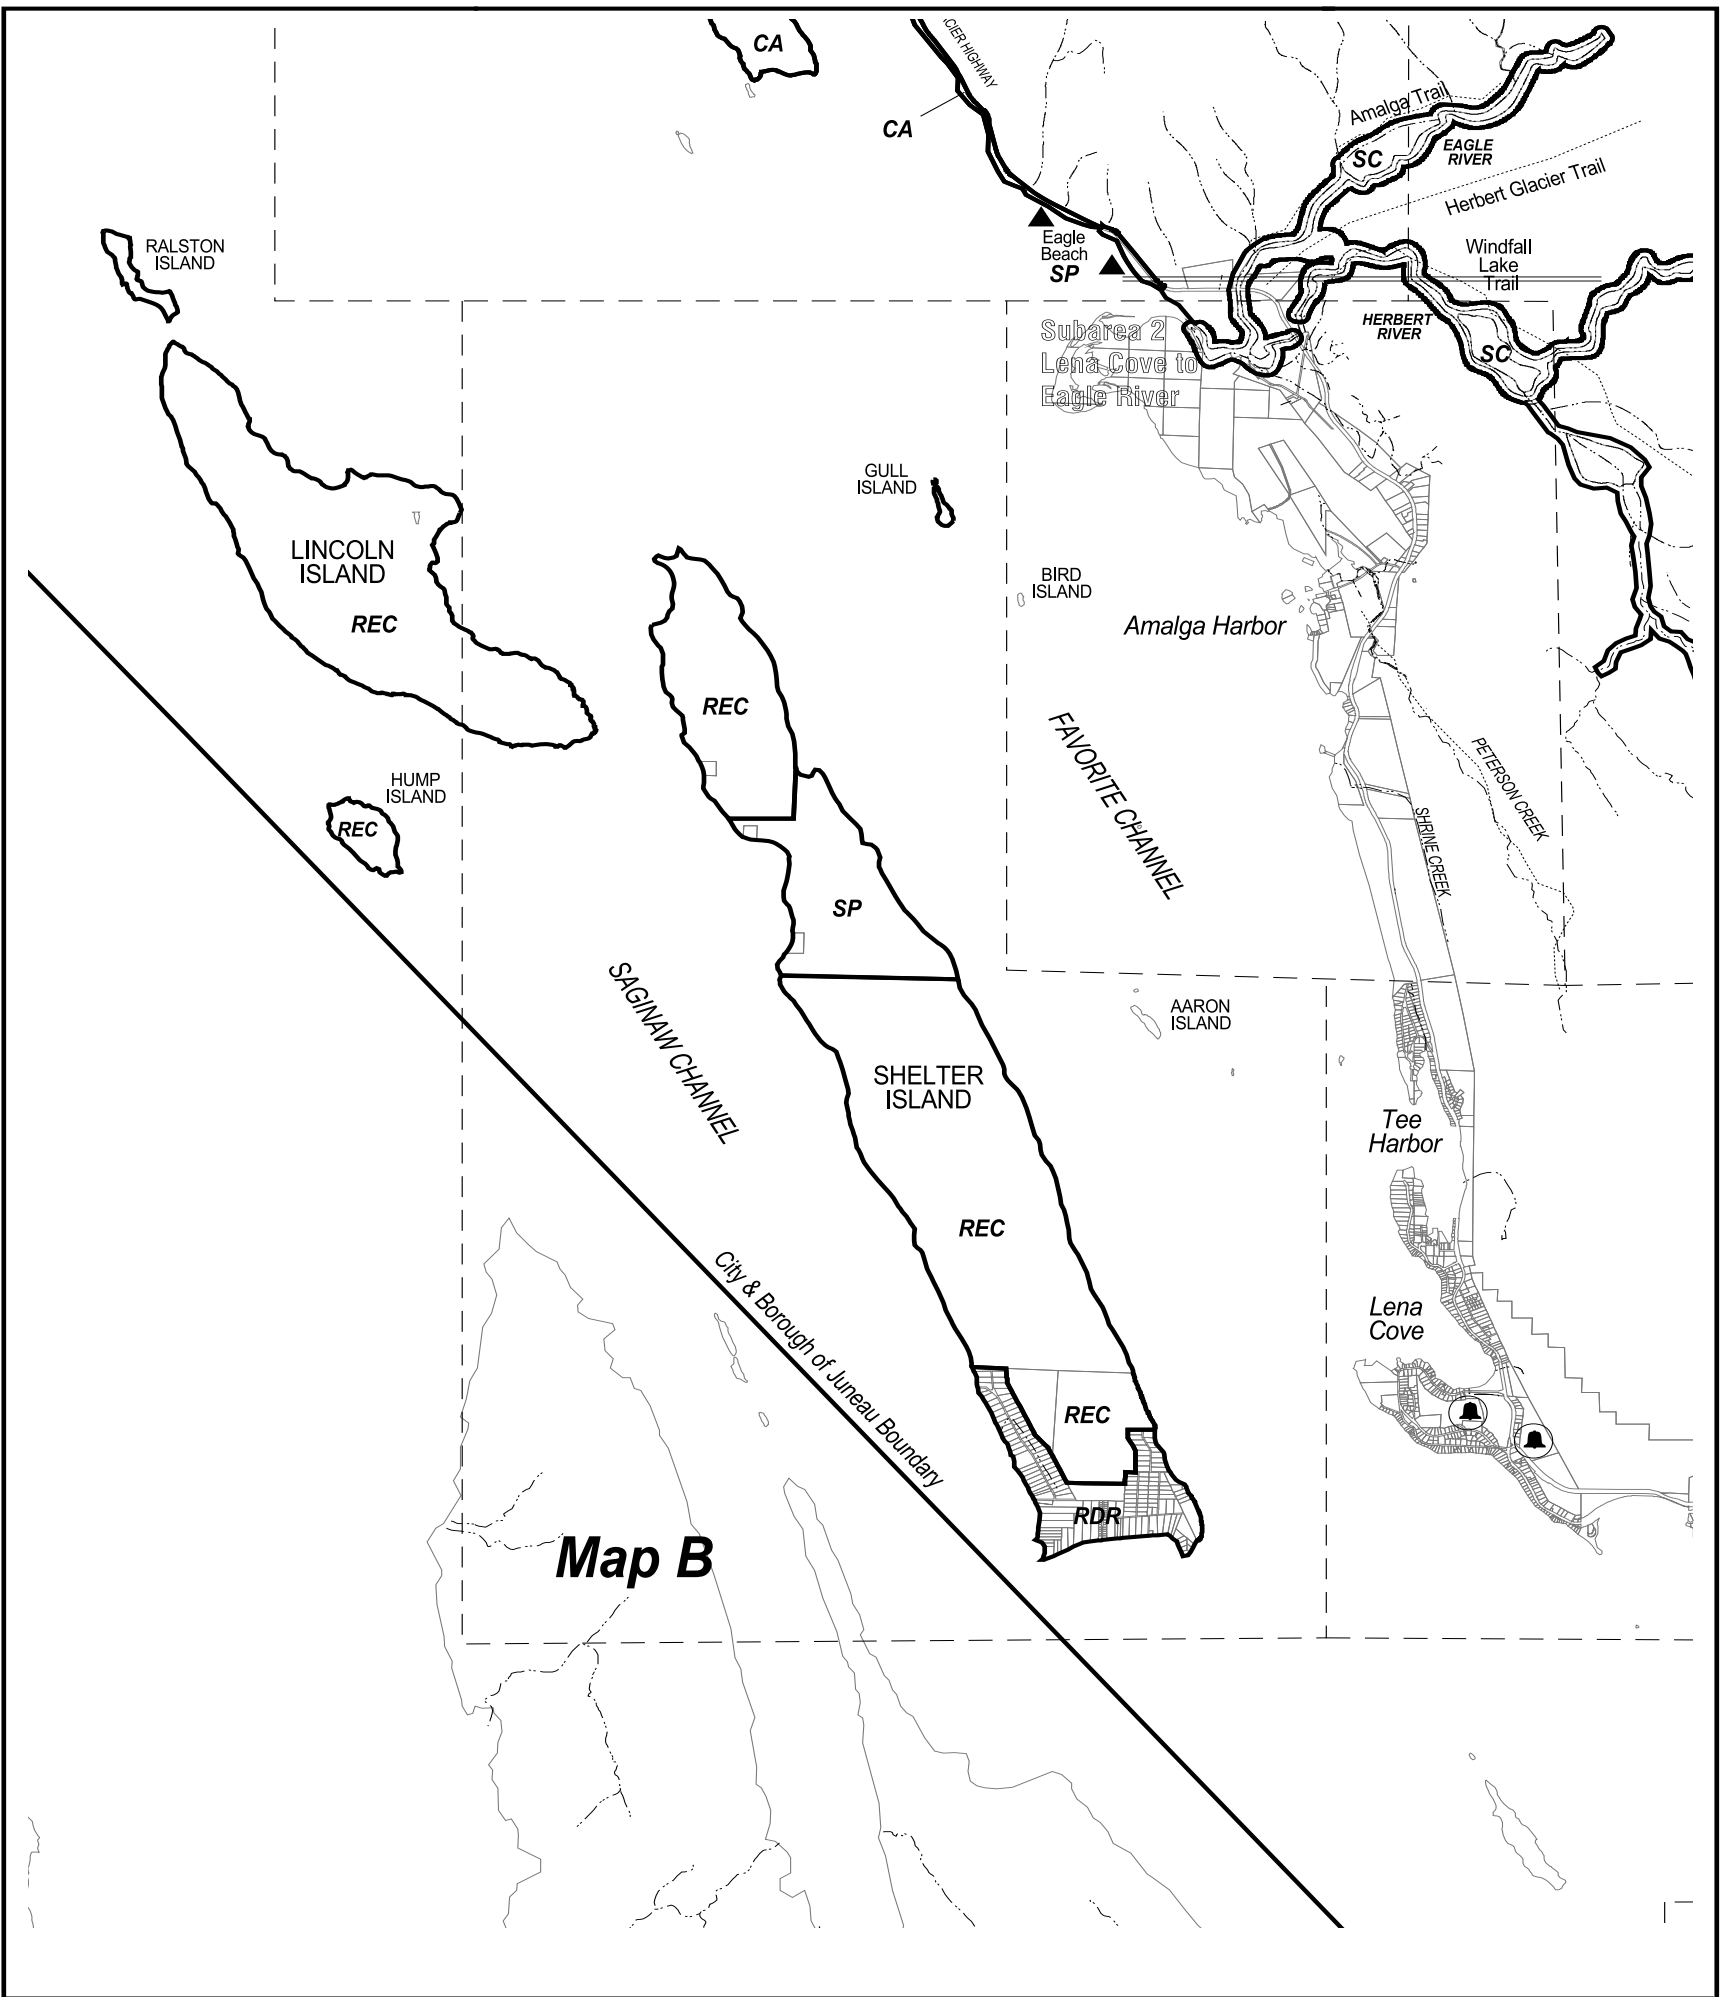 CA
CIER HIGHWAY
CA
Amalga Trail
SC
EAGLE
RIVER
Herbert Glacier Trail
RALSTON
ISLAND
Eagle
Beach
SP
Windfall
Lake
Trail
Subarea 2
Lena Cove to
Eagle River
HERBERT
RIVER
SC
GULL
ISLAND
LINCOLN
ISLAND
REC
BIRD
ISLAND
Amalga Harbor
REC
FAVORITE CHANNEL
PETERSON CREEK
HUMP
ISLAND
REC
SHRINE CREEK
SP
SAGINAW CHANNEL
AARON
ISLAND
SHELTER
ISLAND
Tee
Harbor
REC
City & Borough of Juneau Boundary
Lena
Cove
REC
RDR
Map B